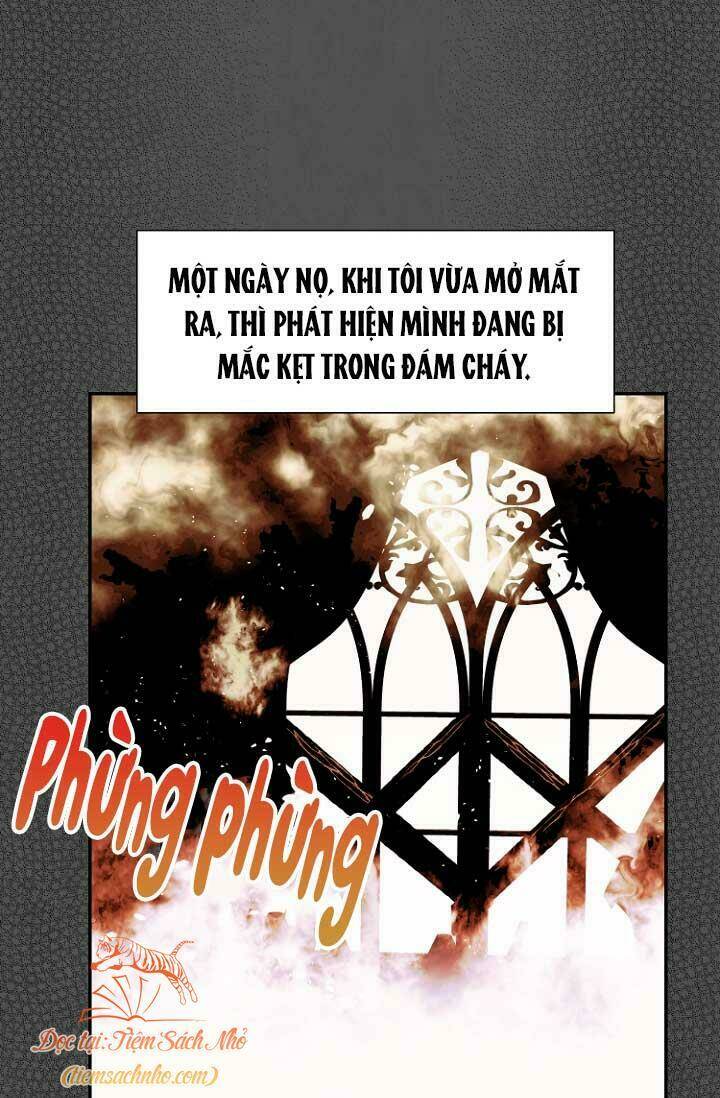 MỘT NGÀY NỌ, KHI TÔI VỪA MỞ MẮT
RA, THÌ PHÁT HIỆN MÌNH ĐANG BỊ
MẮC KẸT TRONG ĐÁM CHÁY.
Phừng phừng
Đọc tại: Tiệm Sách Nhỏ
(tiemsachnho.com)